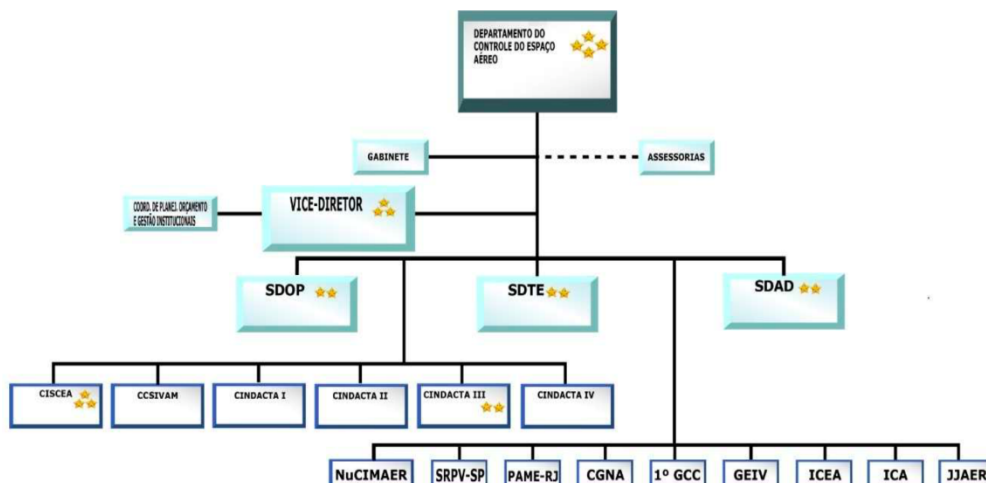 DEPARTAMENTO DO
CONTROLE DO ESPAÇO
AÉREO
GABINETE
ASSESSORIAS
COORD. DE PLANEJ. ORÇAMENTO
E GESTÃO INSTITUCIONAIS
VICE-DIRETOR
SDOP
SDTE
SDAD
CISCEA
CCSIVAM
CINDACTA I
CINDACTA II
CINDACTA III
CINDACTA IV
NuCIMAER
SRPV-SP
PAME-RJ
CGNA
1º GCC
GEIV
ICEA
ICA
JJAER